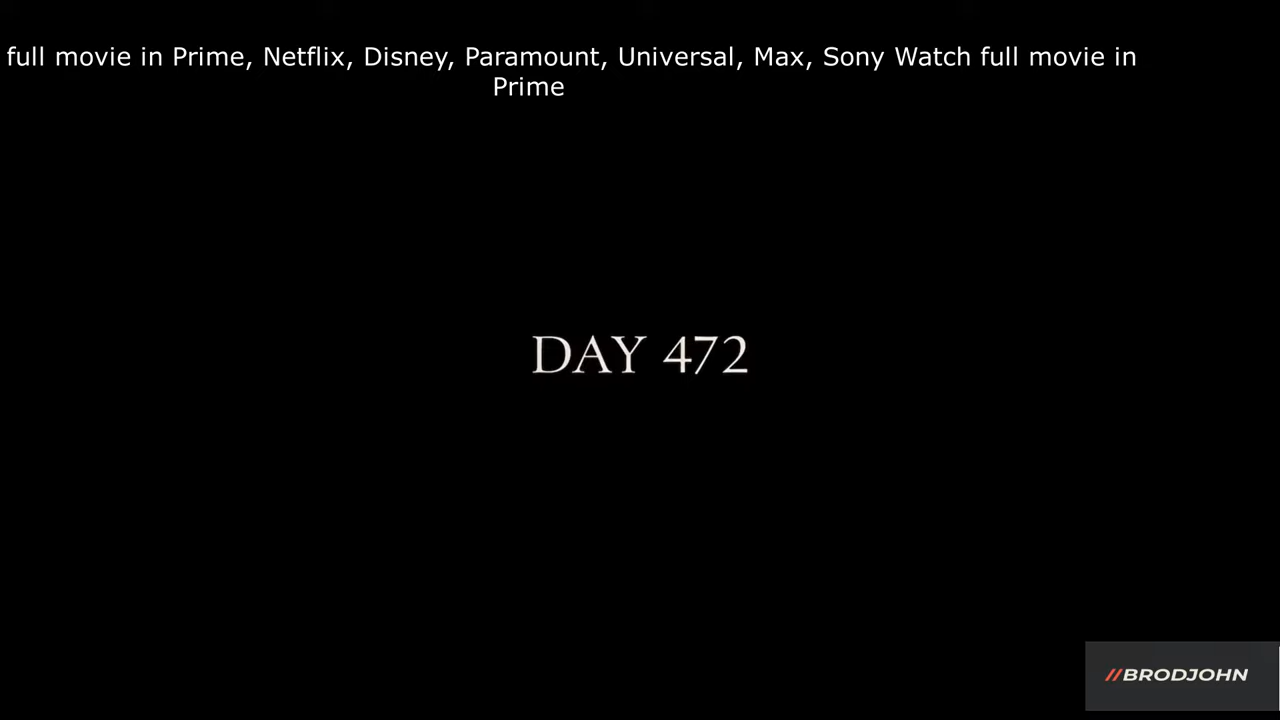 full movie in Prime, Netflix, Disney, Paramount, Universal, Max, Sony Watch full movie in
Prime
DAY 472
//BRODJOHN